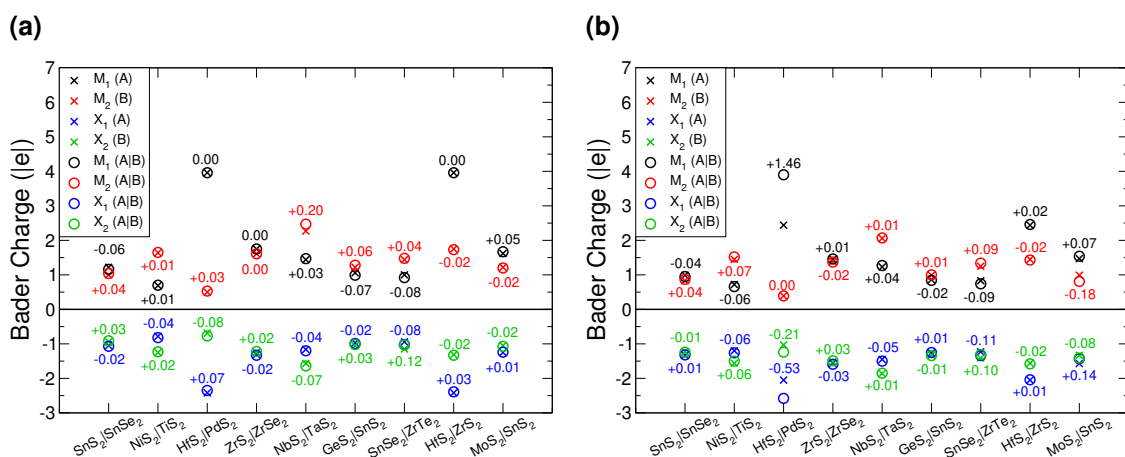 (a)
Bader Charge (|e|)
7
6
5
4
3
2
1
0
-1
-2
-3
M₁ (A)
M₂ (B)
X₁ (A)
X₂ (B)
M₁ (A|B)
M₂ (A|B)
X₁ (A|B)
X₂ (A|B)
0.00
0.00
+0.20
-0.06
0.00
+0.06
+0.04
+0.05
+0.04
+0.01
+0.01
+0.03
0.00
+0.03
-0.07
-0.08
-0.02
-0.02
+0.03
-0.04
-0.08
+0.02
-0.04
-0.02
-0.08
-0.02
-0.02
+0.02
+0.07
-0.02
-0.07
+0.03
+0.12
+0.03
+0.01
SnS₂|SnSe₂
NiS₂|TiS₂
HfS₂|PdS₂
ZrS₂|ZrSe₂
NbS₂|TaS₂
GeS₂|SnS₂
SnSe₂|ZrTe₂
HfS₂|ZrS₂
MoS₂|SnS₂
(b)
Bader Charge (|e|)
7
6
5
4
3
2
1
0
-1
-2
-3
M₁ (A)
M₂ (B)
X₁ (A)
X₂ (B)
M₁ (A|B)
M₂ (A|B)
X₁ (A|B)
X₂ (A|B)
+1.46
+0.02
+0.01
-0.04
+0.01
+0.01
+0.09
-0.02
+0.07
+0.04
+0.07
-0.06
0.00
-0.02
+0.04
-0.02
-0.09
-0.18
-0.01
-0.06
-0.21
+0.03
-0.05
+0.01
-0.11
-0.02
-0.08
+0.01
+0.06
-0.53
-0.03
+0.01
-0.01
+0.10
+0.01
+0.14
SnS₂|SnSe₂
NiS₂|TiS₂
HfS₂|PdS₂
ZrS₂|ZrSe₂
NbS₂|TaS₂
GeS₂|SnS₂
SnSe₂|ZrTe₂
HfS₂|ZrS₂
MoS₂|SnS₂